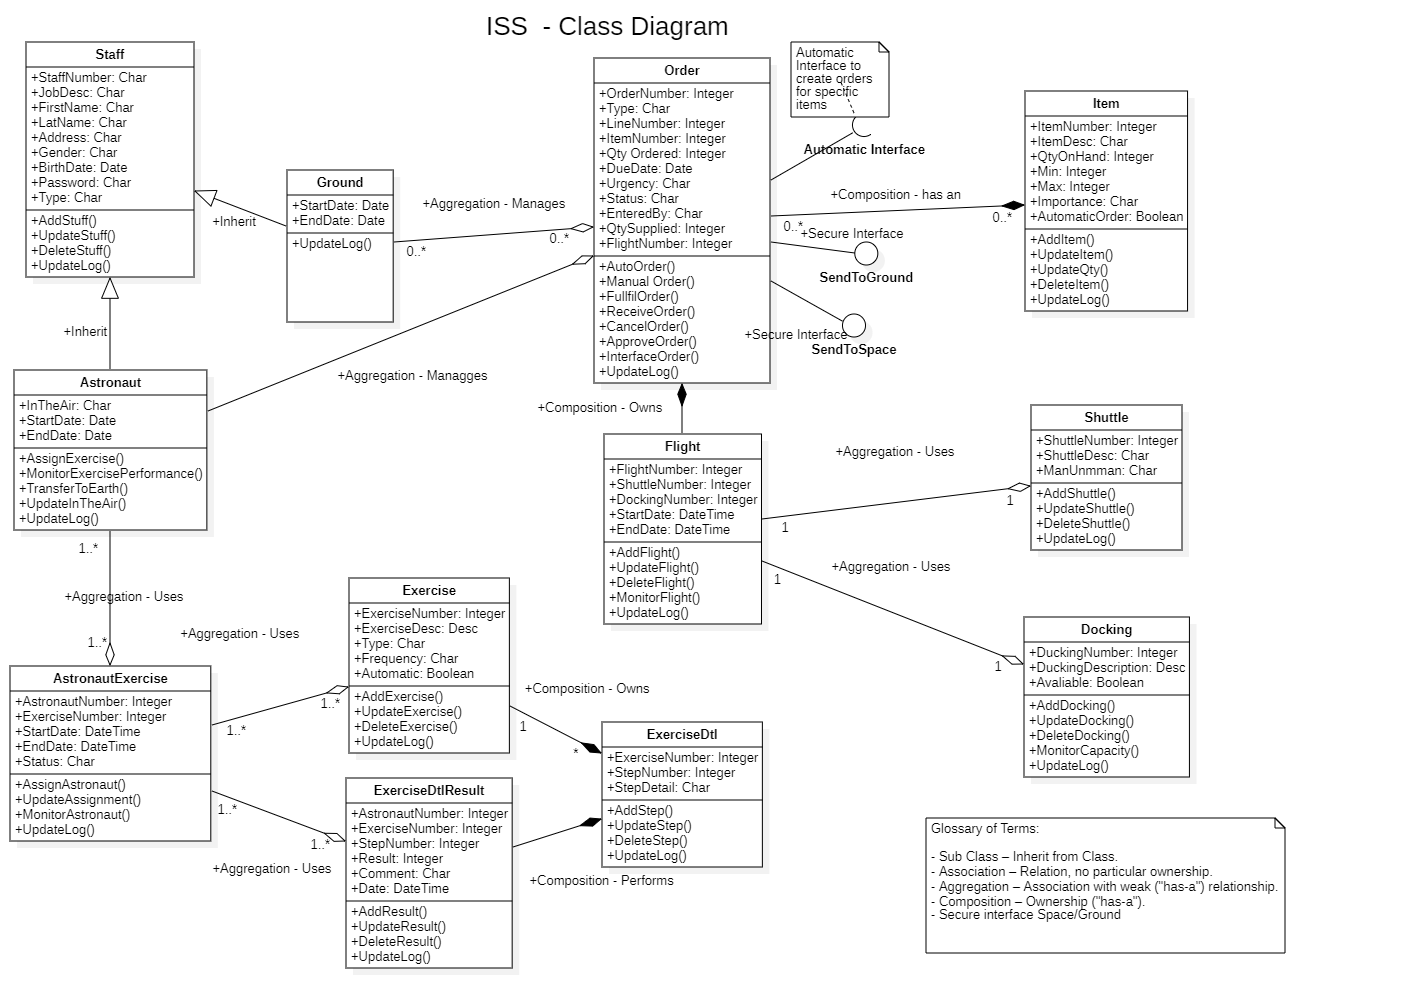 ISS  - Class Diagram
Staff
+StaffNumber: Char
+JobDesc: Char
+FirstName: Char
+LatName: Char
+Address: Char
+Gender: Char
+BirthDate: Date
+Password: Char
+Type: Char
+AddStuff()
+UpdateStuff()
+DeleteStuff()
+UpdateLog()
Ground
+StartDate: Date
+EndDate: Date
+UpdateLog()
+Inherit
+Inherit
+Aggregation - Manages
0..*
0..*
+Aggregation - Managges
Order
+OrderNumber: Integer
+Type: Char
+LineNumber: Integer
+ItemNumber: Integer
+Qty Ordered: Integer
+DueDate: Date
+Urgency: Char
+Status: Char
+EnteredBy: Char
+QtySupplied: Integer
+FlightNumber: Integer
+AutoOrder()
+Manual Order()
+FullfilOrder()
+ReceiveOrder()
+CancelOrder()
+ApproveOrder()
+InterfaceOrder()
+UpdateLog()
Automatic
Interface to
create orders
for specific
items
Automatic Interface
+Composition - has an
0..*
0..*
+Secure Interface
SendToGround
+Secure Interface
SendToSpace
Item
+ItemNumber: Integer
+ItemDesc: Char
+QtyOnHand: Integer
+Min: Integer
+Max: Integer
+Importance: Char
+AutomaticOrder: Boolean
+AddItem()
+UpdateItem()
+UpdateQty()
+DeleteItem()
+UpdateLog()
Astronaut
+InTheAir: Char
+StartDate: Date
+EndDate: Date
+AssignExercise()
+MonitorExercisePerformance()
+TransferToEarth()
+UpdateInTheAir()
+UpdateLog()
+Composition - Owns
Flight
+FlightNumber: Integer
+ShuttleNumber: Integer
+DockingNumber: Integer
+StartDate: DateTime
+EndDate: DateTime
+AddFlight()
+UpdateFlight()
+DeleteFlight()
+MonitorFlight()
+UpdateLog()
+Aggregation - Uses
1
1
+Aggregation - Uses
1
1
Shuttle
+ShuttleNumber: Integer
+ShuttleDesc: Char
+ManUnmman: Char
+AddShuttle()
+UpdateShuttle()
+DeleteShuttle()
+UpdateLog()
Docking
+DuckingNumber: Integer
+DuckingDescription: Desc
+Avaliable: Boolean
+AddDocking()
+UpdateDocking()
+DeleteDocking()
+MonitorCapacity()
+UpdateLog()
1..*
+Aggregation - Uses
1..*
AstronautExercise
+AstronautNumber: Integer
+ExerciseNumber: Integer
+StartDate: DateTime
+EndDate: DateTime
+Status: Char
+AssignAstronaut()
+UpdateAssignment()
+MonitorAstronaut()
+UpdateLog()
+Aggregation - Uses
1..*
1..*
1..*
1..*
+Aggregation - Uses
Exercise
+ExerciseNumber: Integer
+ExerciseDesc: Desc
+Type: Char
+Frequency: Char
+Automatic: Boolean
+AddExercise()
+UpdateExercise()
+DeleteExercise()
+UpdateLog()
+Composition - Owns
1
*
ExerciseDtl
+ExerciseNumber: Integer
+StepNumber: Integer
+StepDetail: Char
+AddStep()
+UpdateStep()
+DeleteStep()
+UpdateLog()
+Composition - Performs
ExerciseDtlResult
+AstronautNumber: Integer
+ExerciseNumber: Integer
+StepNumber: Integer
+Result: Integer
+Comment: Char
+Date: DateTime
+AddResult()
+UpdateResult()
+DeleteResult()
+UpdateLog()
Glossary of Terms:
- Sub Class – Inherit from Class.
- Association – Relation, no particular ownership.
- Aggregation – Association with weak ("has-a") relationship.
- Composition – Ownership ("has-a").
- Secure interface Space/Ground